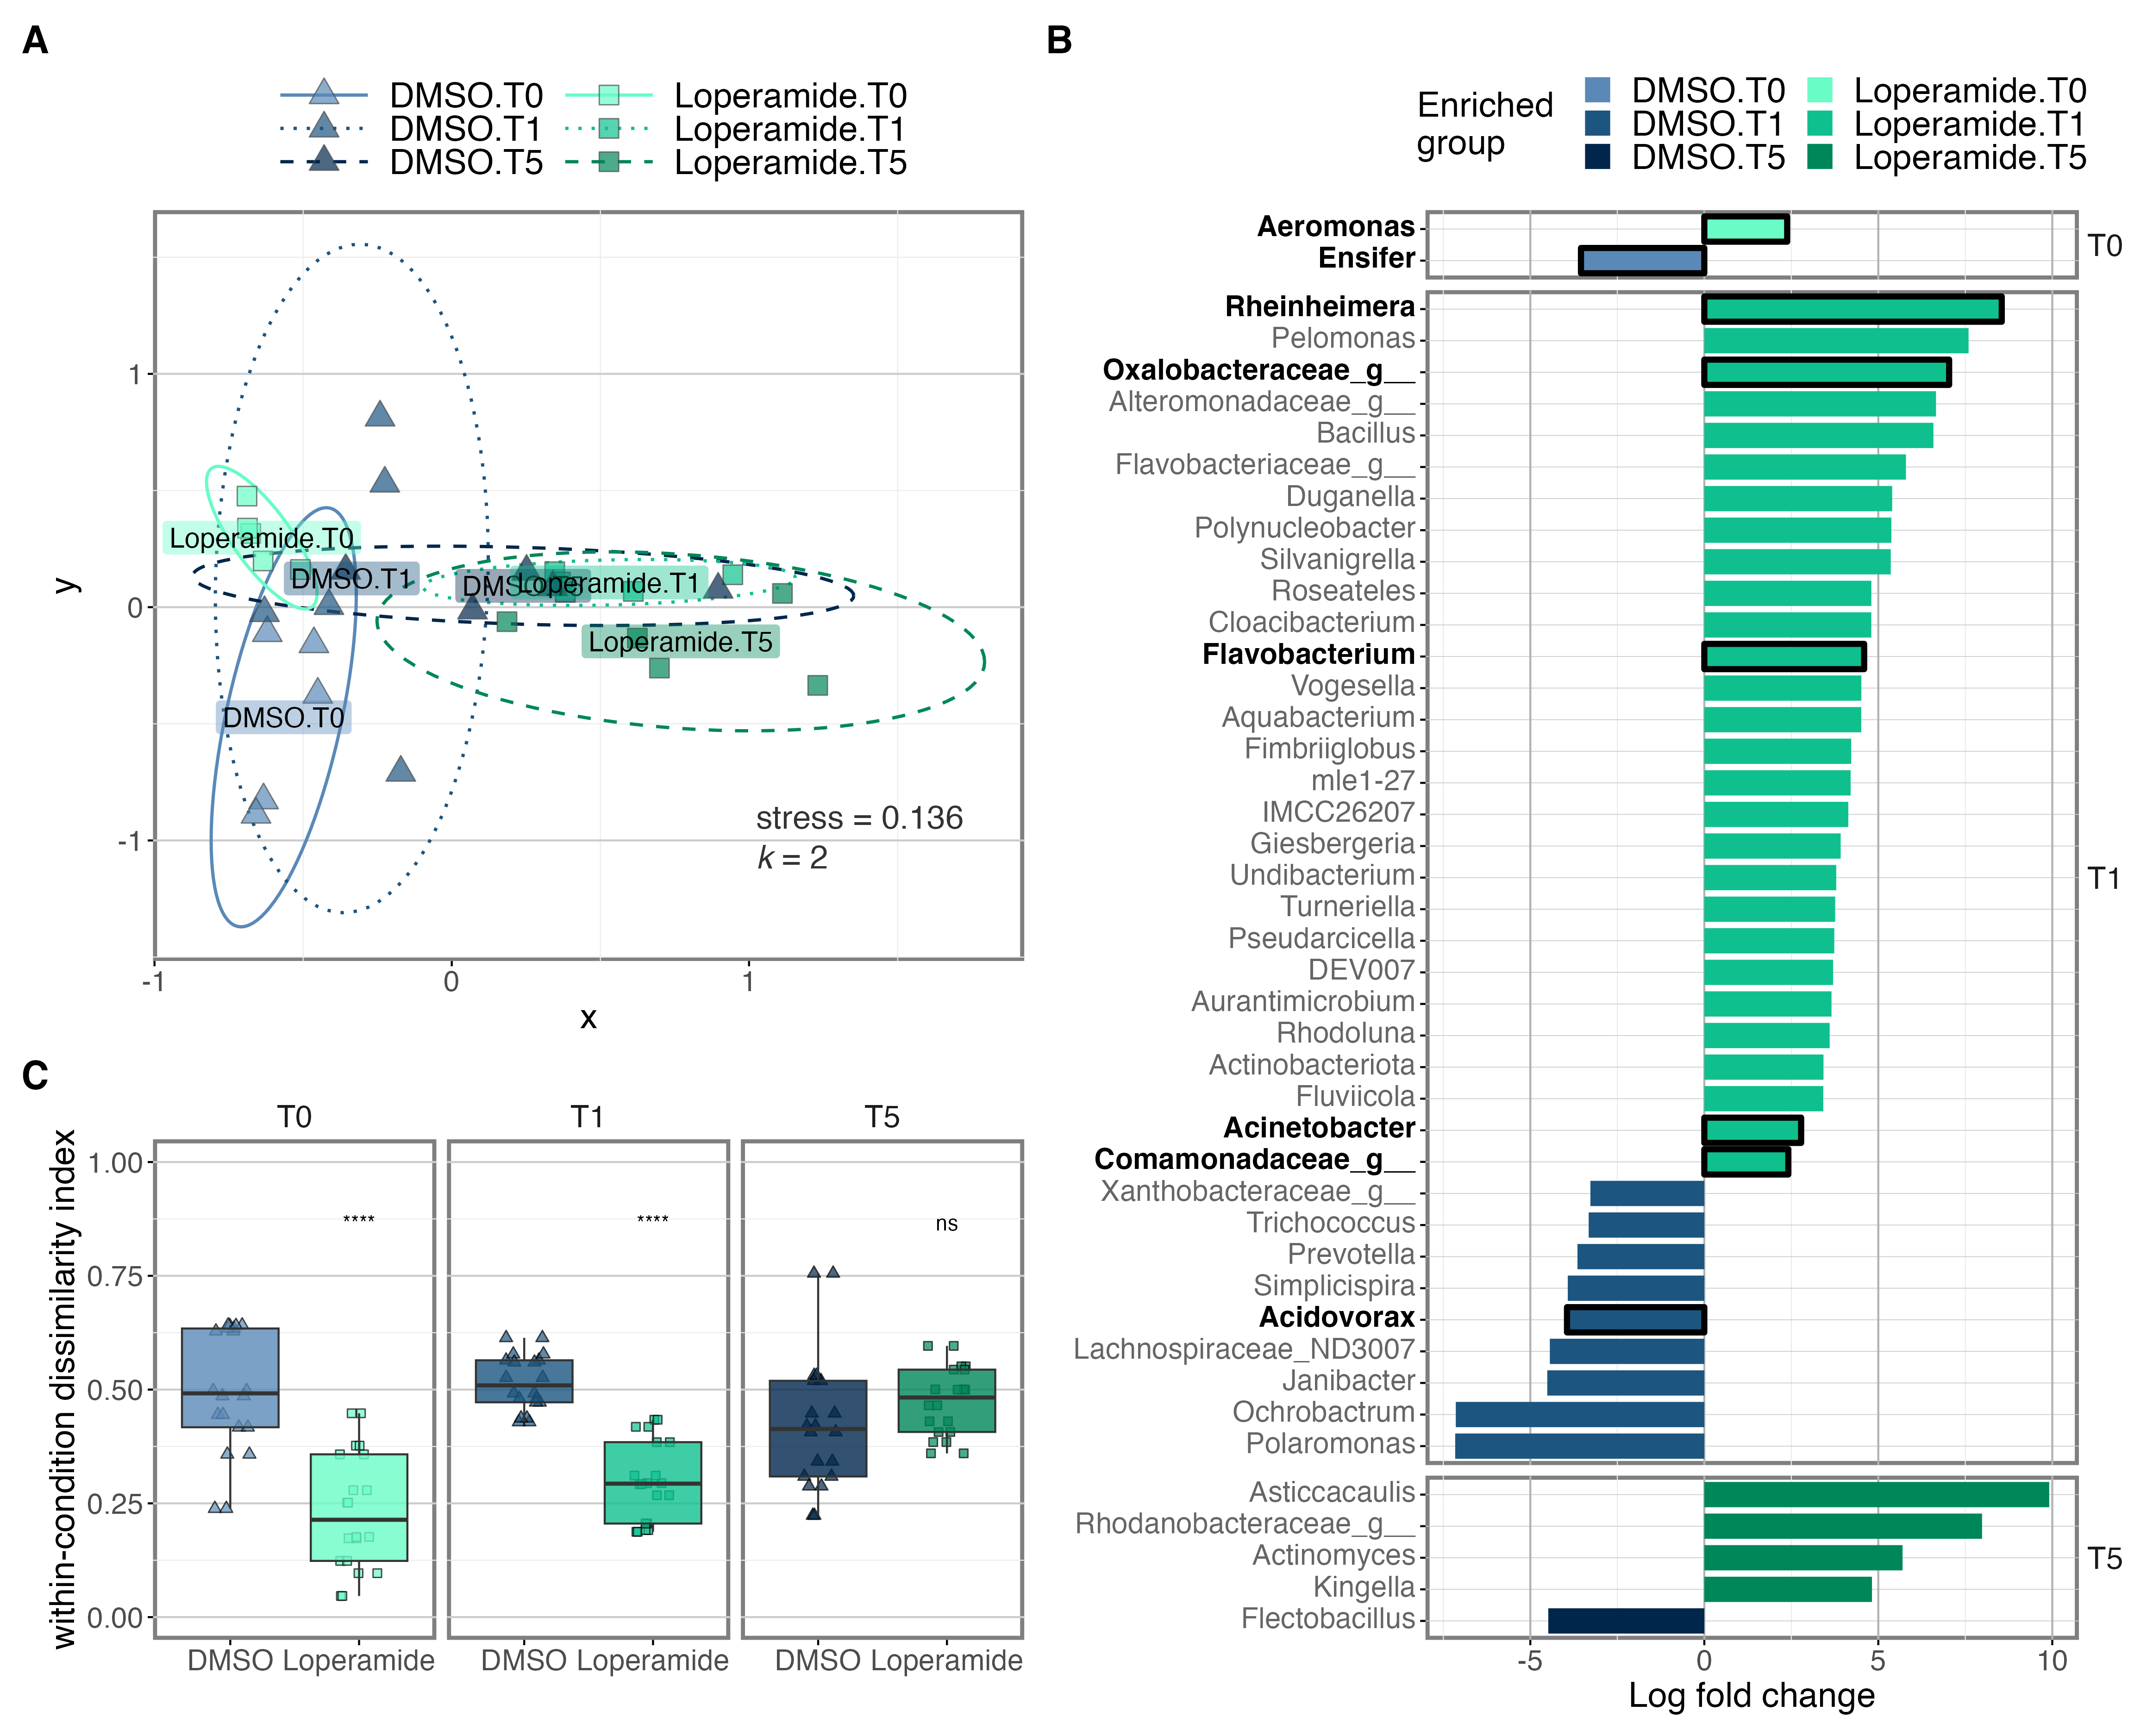 A
DMSO.T0 Loperamide.T0
DMSO.T1 Loperamide.T1
DMSO.T5 Loperamide.T5
y
1
0
-1
Loperamide.T0
DMSO.T1
Loperamide.T1
Loperamide.T5
DMSO.T0
stress = 0.136
k = 2
-1 0 1
x
B
Enriched
group
DMSO.T0 Loperamide.T0
DMSO.T1 Loperamide.T1
DMSO.T5 Loperamide.T5
Aeromonas
Ensifer
T0
Rheinheimera
Pelomonas
Oxalobacteraceae_g__
Alteromonadaceae_g__
Bacillus
Flavobacteriaceae_g__
Duganella
Polynucleobacter
Silvanigrella
Roseateles
Cloacibacterium
Flavobacterium
Vogesella
Aquabacterium
Fimbriiglobus
mle1-27
IMCC26207
Giesbergeria
Undibacterium
Turneriella
Pseudarcicella
DEV007
Aurantimicrobium
Rhodoluna
Actinobacteriota
Fluviicola
Acinetobacter
Comamonadaceae_g__
Xanthobacteraceae_g__
Trichococcus
Prevotella
Simplicispira
Acidovorax
Lachnospiraceae_ND3007
Janibacter
Ochrobactrum
Polaromonas
T1
Asticcacaulis
Rhodanobacteraceae_g__
Actinomyces
Kingella
Flectobacillus
T5
-5 0 5 10
Log fold change
C
T0 T1 T5
within-condition dissimilarity index
1.00
0.75
0.50
0.25
0.00
**** **** ns
DMSO Loperamide DMSO Loperamide DMSO Loperamide